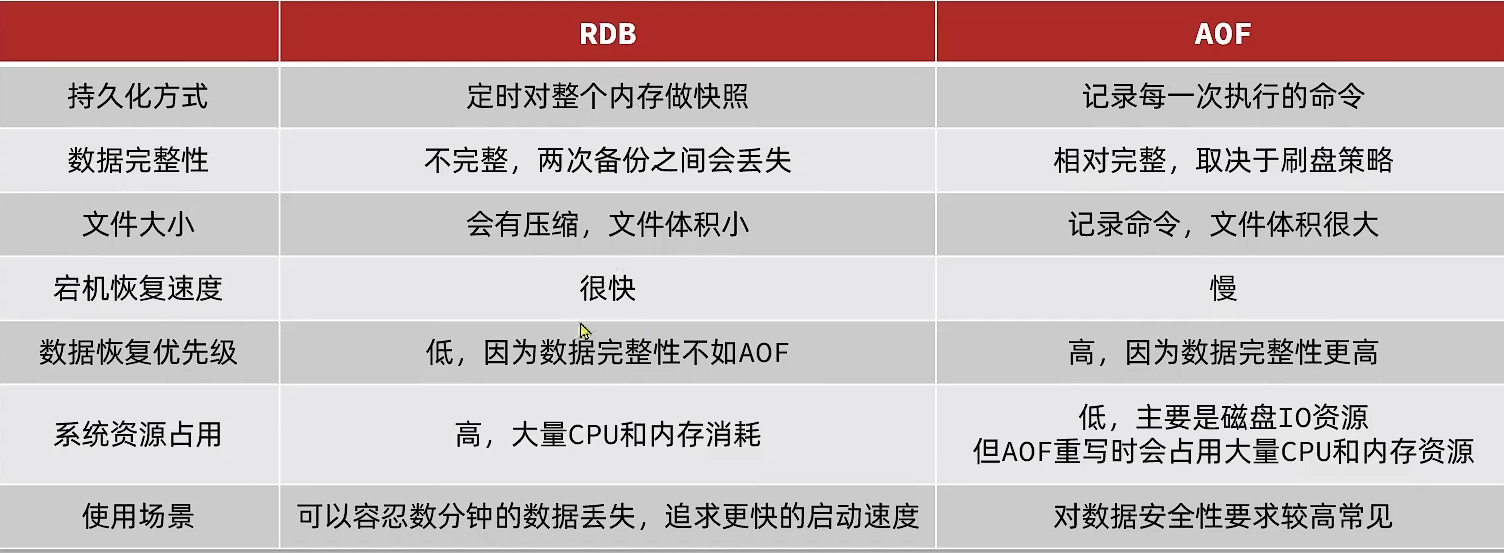 RDB AOF
持久化方式 定时对整个内存做快照 记录每一次执行的命令
数据完整性 不完整，两次备份之间会丢失 相对完整，取决于刷盘策略
文件大小 会有压缩，文件体积小 记录命令，文件体积很大
宕机恢复速度 很快 慢
数据恢复优先级 低，因为数据完整性不如AOF 高，因为数据完整性更高
系统资源占用 高，大量CPU和内存消耗 低，主要是磁盘IO资源
但AOF重写时会占用大量CPU和内存资源
使用场景 可以容忍数分钟的数据丢失，追求更快的启动速度 对数据安全性要求较高常见